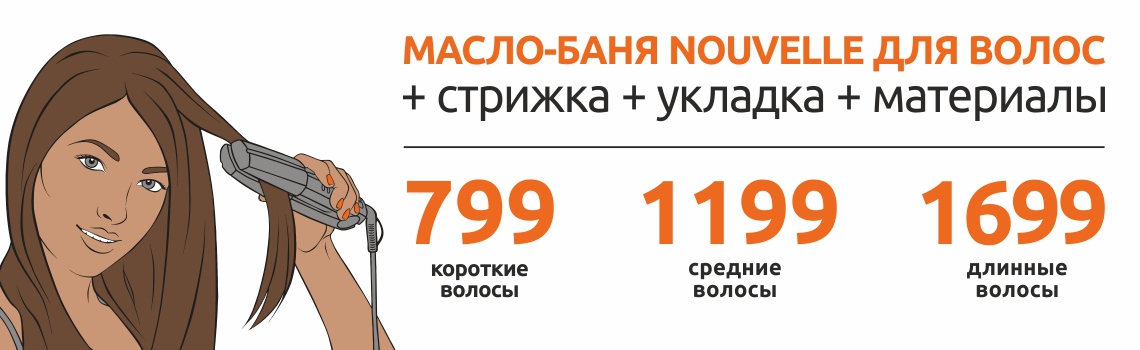 МАСЛО-БАНЯ NOUVELLE ДЛЯ ВОЛОС
+ стрижка + укладка + материалы
799 1199 1699
короткие волосы
средние волосы
длинные волосы